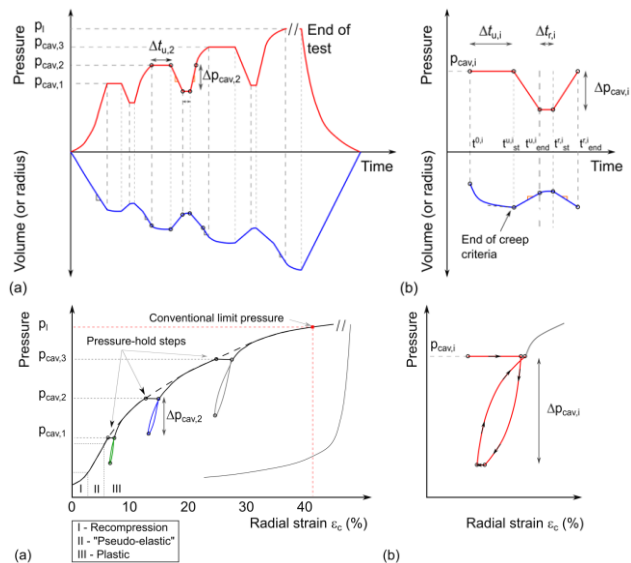 Pressure
p_l
p_cav,3
p_cav,2
p_cav,1
Δt_u,2
Δp_cav,2
//
End of
test
Time
Volume (or radius)
(a)
Pressure
Δt_u,i
Δt_r,i
p_cav,i
Δp_cav,i
t^0,i
t^u,i_st
t^u,i_end
t^r,i_st
t^r,i_end
Time
Volume (or radius)
End of creep
criteria
(b)
Pressure
p_l
Conventional limit pressure
//
Pressure-hold steps
p_cav,3
p_cav,2
p_cav,1
Δp_cav,2
I
II
III
0
10
20
30
40
Radial strain ε_c (%)
I - Recompression
II - "Pseudo-elastic"
III - Plastic
(a)
Pressure
p_cav,i
Δp_cav,i
Radial strain ε_c (%)
(b)